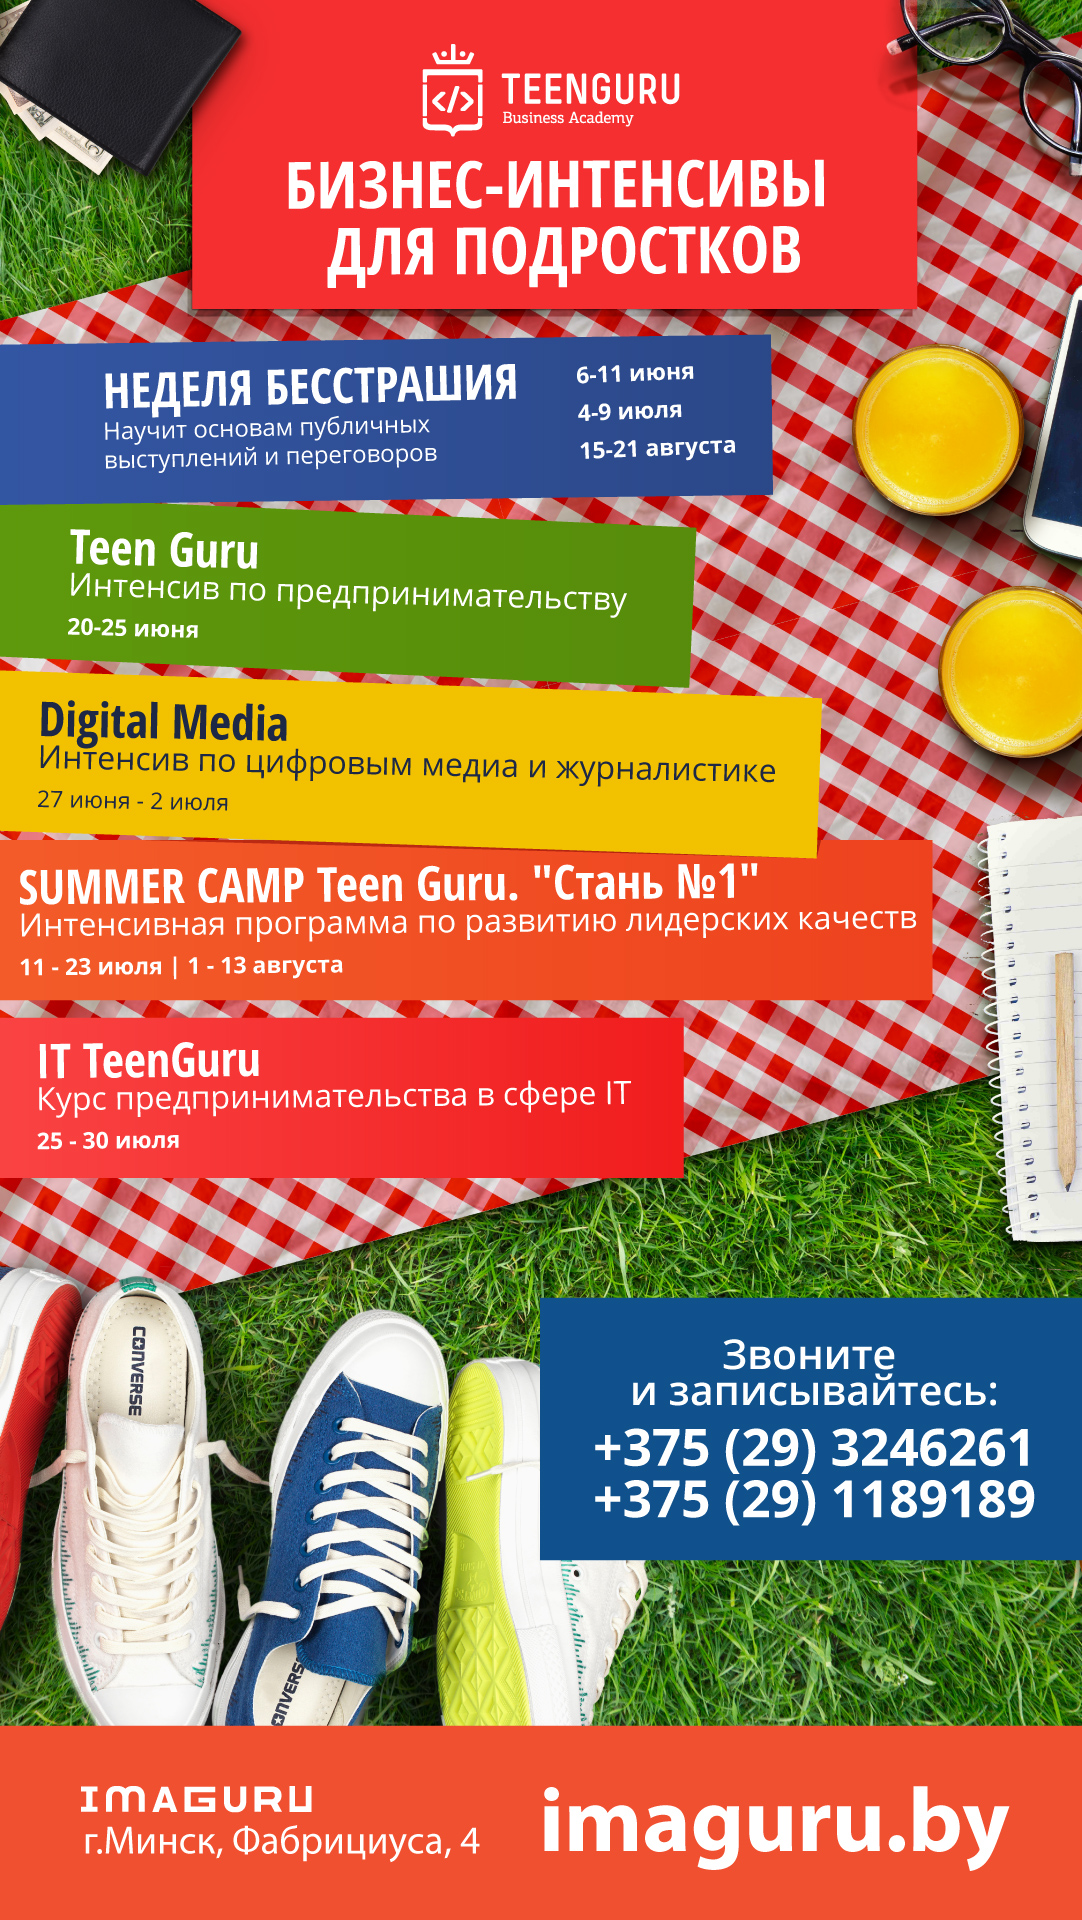 TEENGURU
Business Academy
БИЗНЕС-ИНТЕНСИВЫ
ДЛЯ ПОДРОСТКОВ
НЕДЕЛЯ БЕССТРАШИЯ
Научит основам публичных
выступлений и переговоров
6-11 июня
4-9 июля
15-21 августа
Teen Guru
Интенсив по предпринимательству
20-25 июня
Digital Media
Интенсив по цифровым медиа и журналистике
27 июня - 2 июля
SUMMER CAMP Teen Guru. "Стань №1"
Интенсивная программа по развитию лидерских качеств
11 - 23 июля | 1 - 13 августа
IT TeenGuru
Курс предпринимательства в сфере IT
25 - 30 июля
CONVERSE
Звоните
и записывайтесь:
+375 (29) 3246261
+375 (29) 1189189
IMAGURU
г.Минск, Фабрициуса, 4
imaguru.by